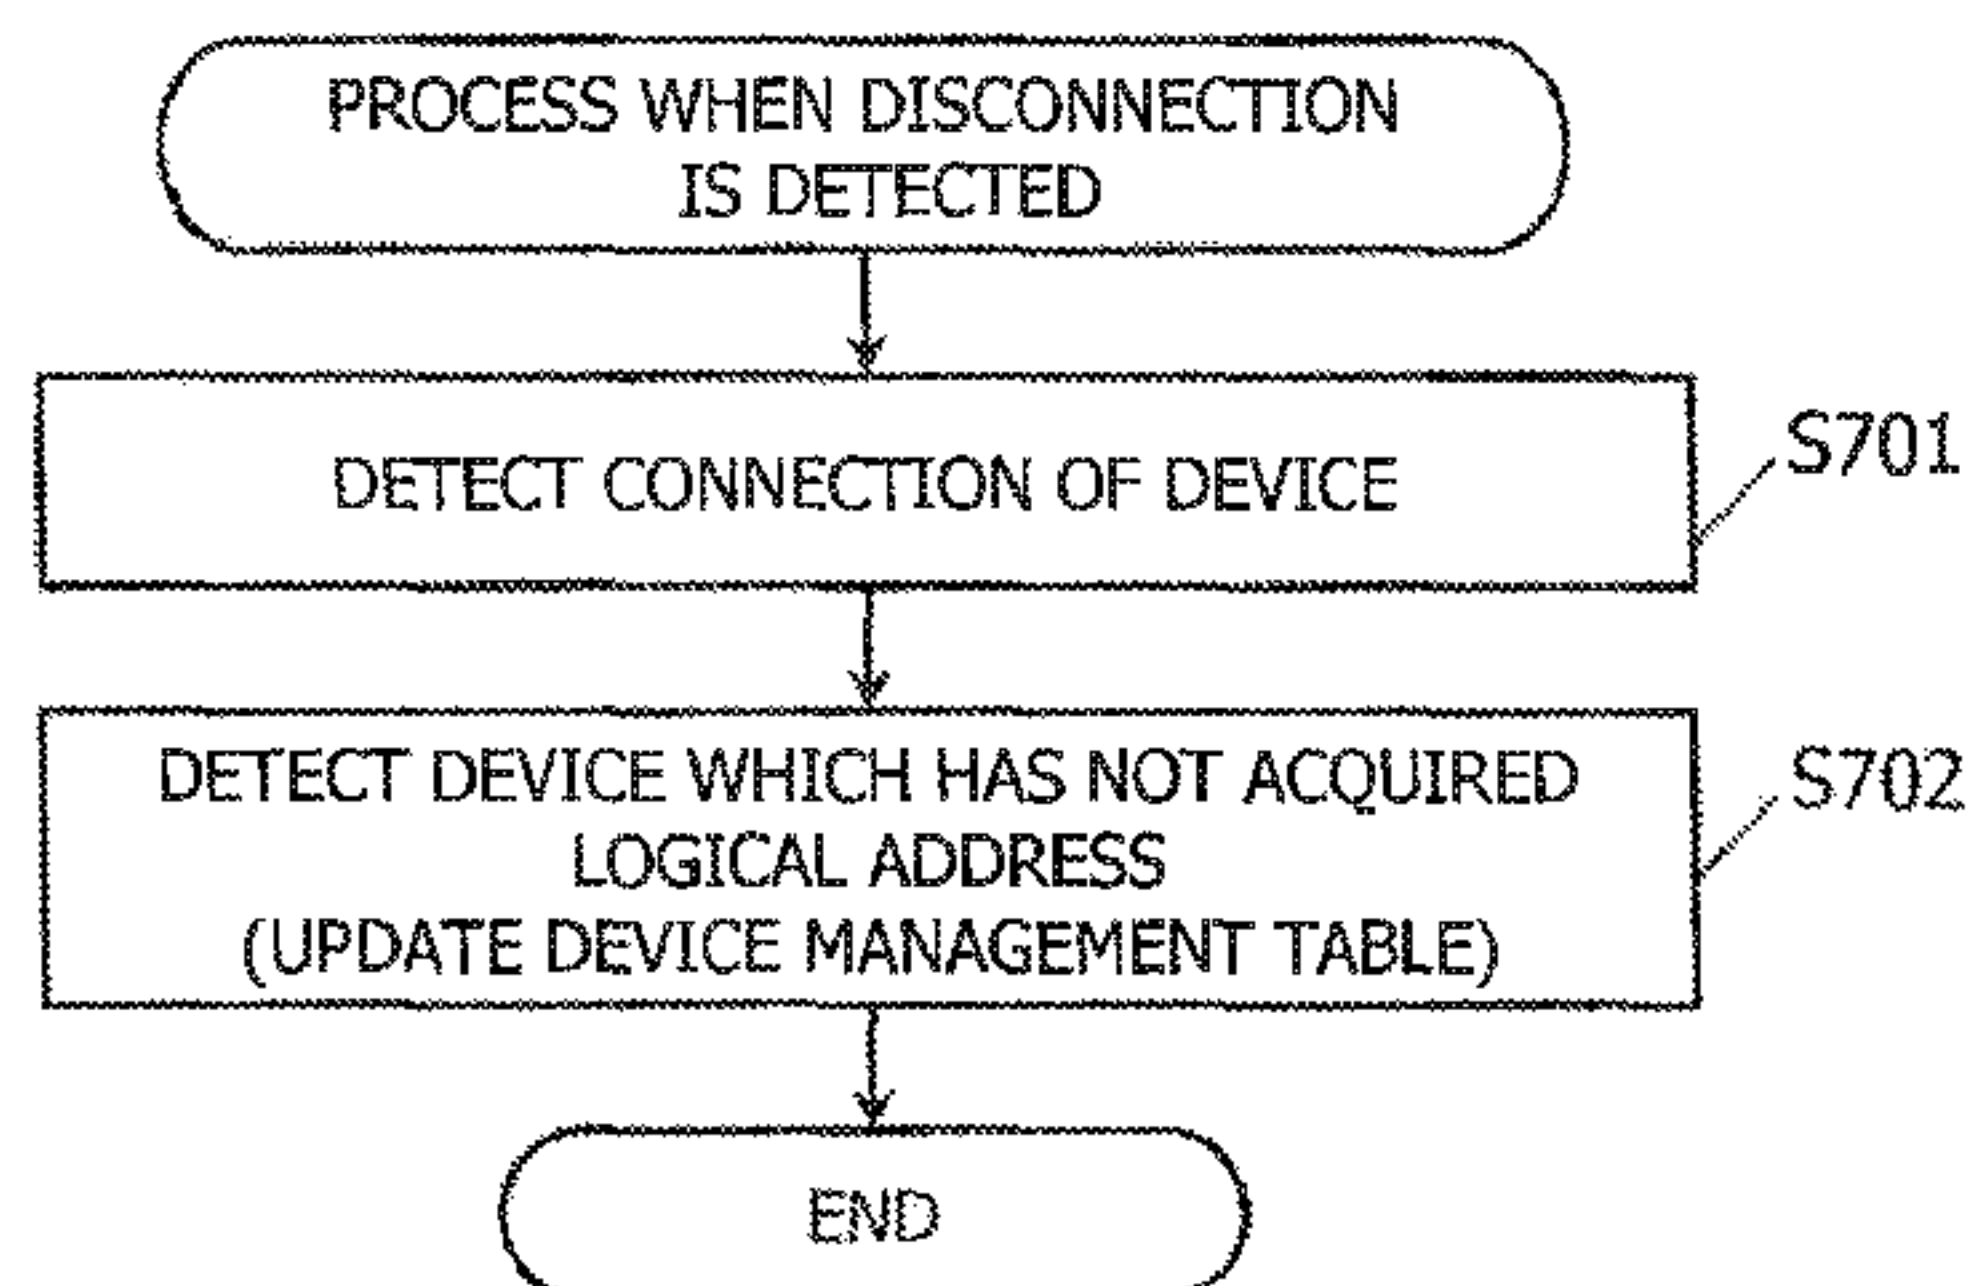 PROCESS WHEN DISCONNECTION
IS DETECTED
DETECT CONNECTION OF DEVICE
S701
DETECT DEVICE WHICH HAS NOT ACQUIRED
LOGICAL ADDRESS
(UPDATE DEVICE MANAGEMENT TABLE)
S702
END